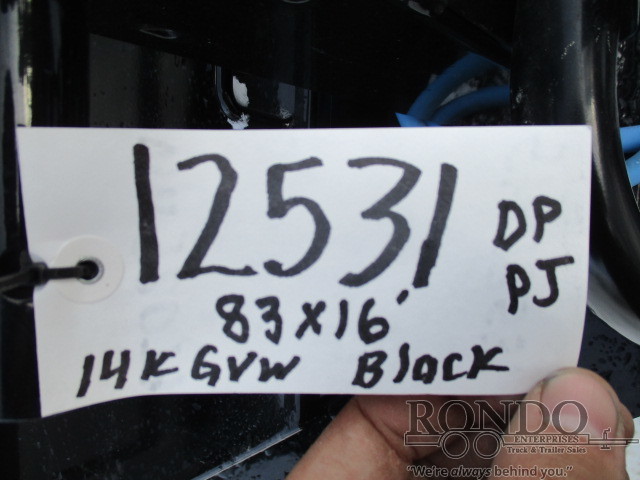 12531
DP
PJ
83x16'
14K GVW Black
RONDO
ENTERPRISES
Truck & Trailer Sales
"We're always behind you."